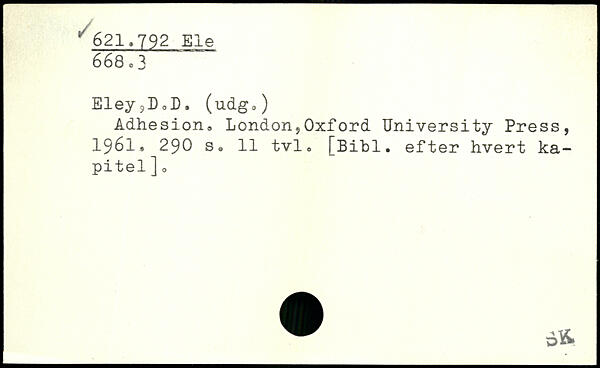 621.792 Ele
668.3
Eley,D.D. (udg.)
Adhesion. London,Oxford University Press,
1961. 290 s. 11 tvl. [Bibl. efter hvert ka-
pitel].
SK